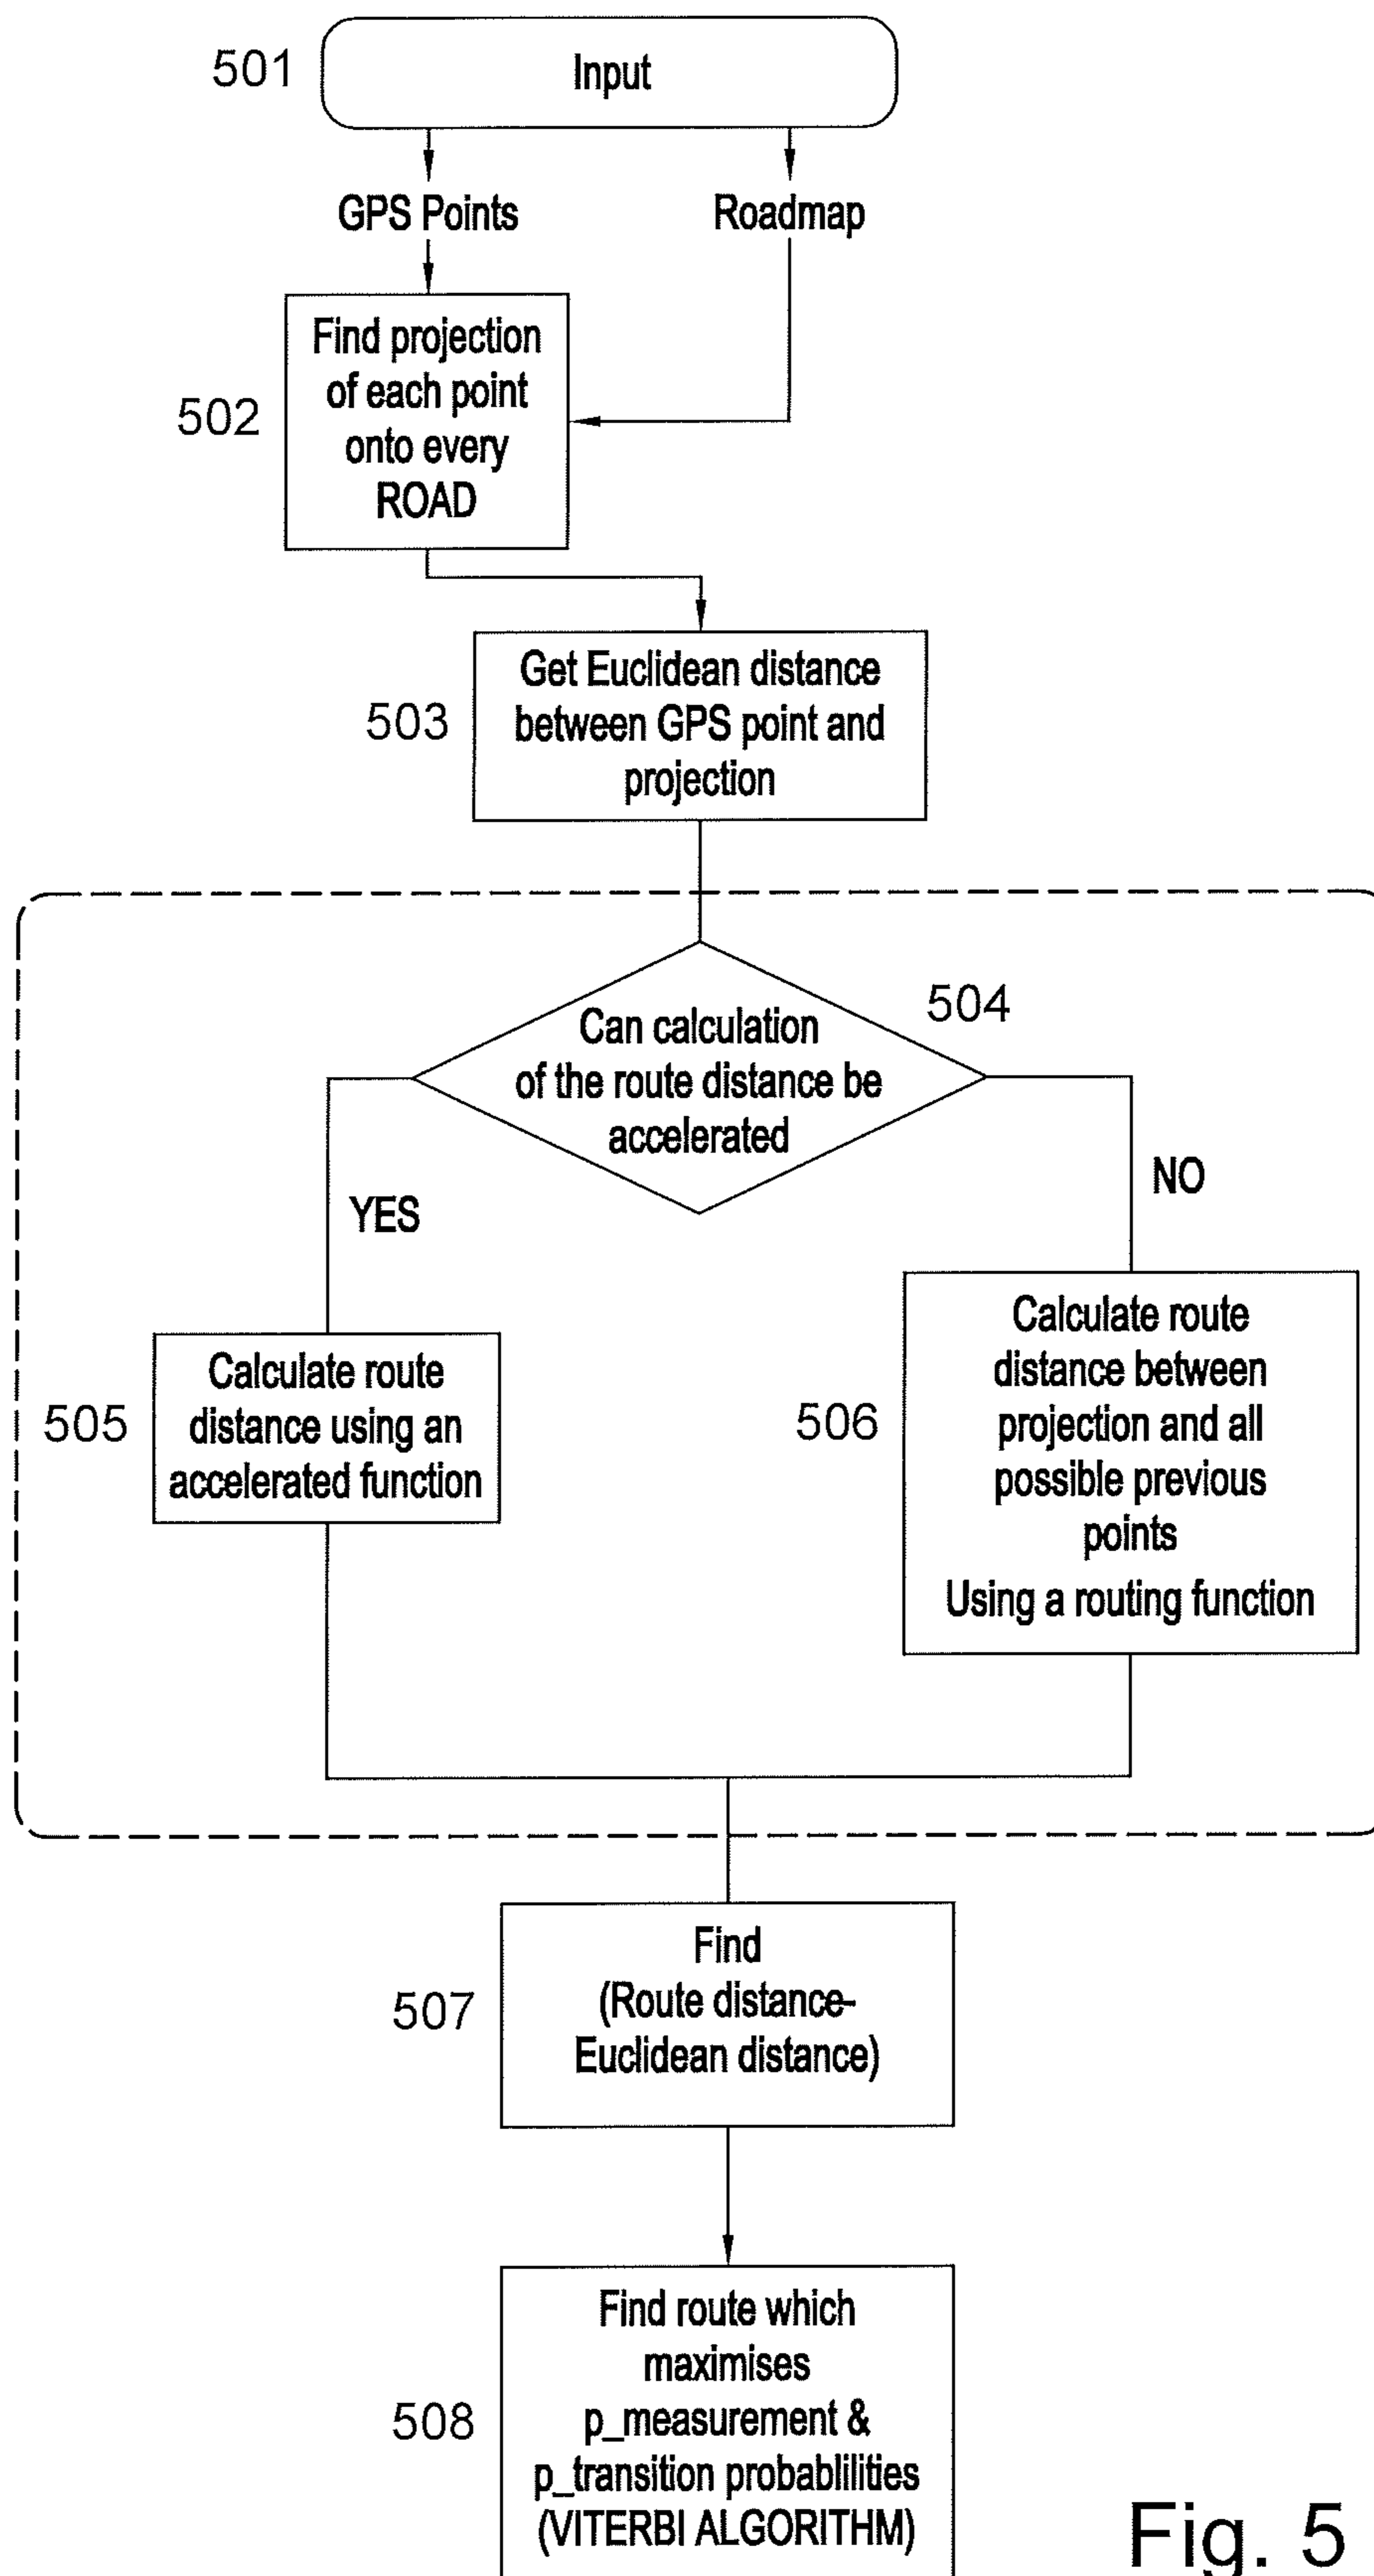 501
Input
GPS Points
Roadmap
502
Find projection
of each point
onto every
ROAD
503
Get Euclidean distance
between GPS point and
projection
504
Can calculation
of the route distance be
accelerated
YES
NO
505
Calculate route
distance using an
accelerated function
506
Calculate route
distance between
projection and all
possible previous
points
Using a routing function
507
Find
(Route distance-
Euclidean distance)
508
Find route which
maximises
p_measurement &
p_transition probablilities
(VITERBI ALGORITHM)
Fig. 5